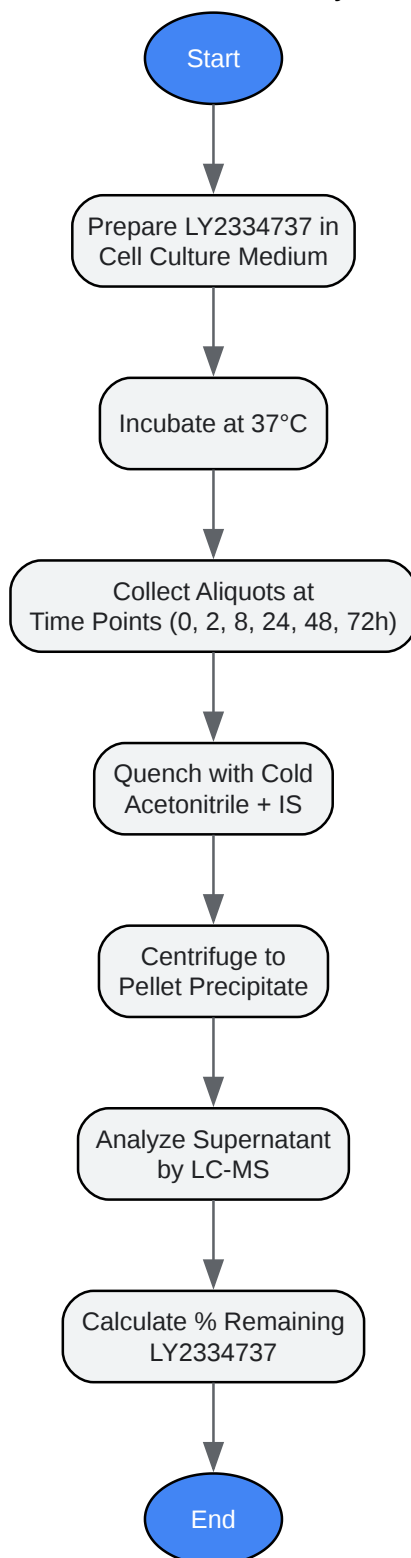 Start
Prepare LY2334737 in
Cell Culture Medium
Incubate at 37°C
Collect Aliquots at
Time Points (0, 2, 8, 24, 48, 72h)
Quench with Cold
Acetonitrile + IS
Centrifuge to
Pellet Precipitate
Analyze Supernatant
by LC-MS
Calculate % Remaining
LY2334737
End